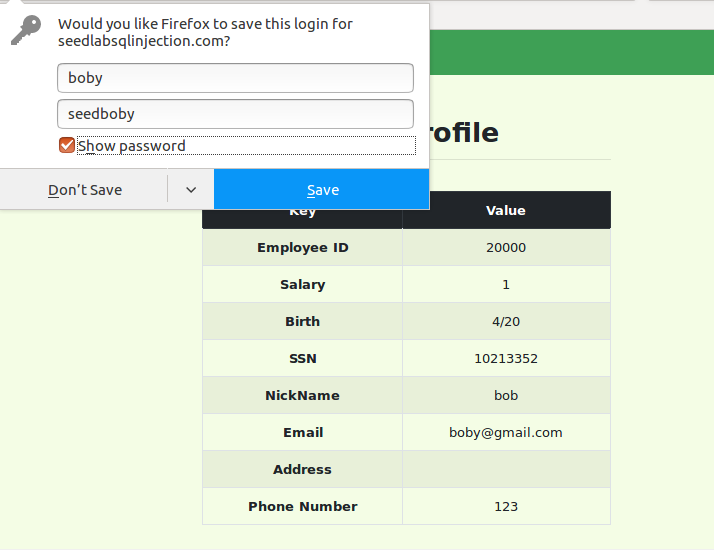 Would you like Firefox to save this login for
seedlabsqlinjection.com?
boby
seedboby
Show password
Don't Save
Save
rofile
Key Value
Employee ID 20000
Salary 1
Birth 4/20
SSN 10213352
NickName bob
Email boby@gmail.com
Address
Phone Number 123